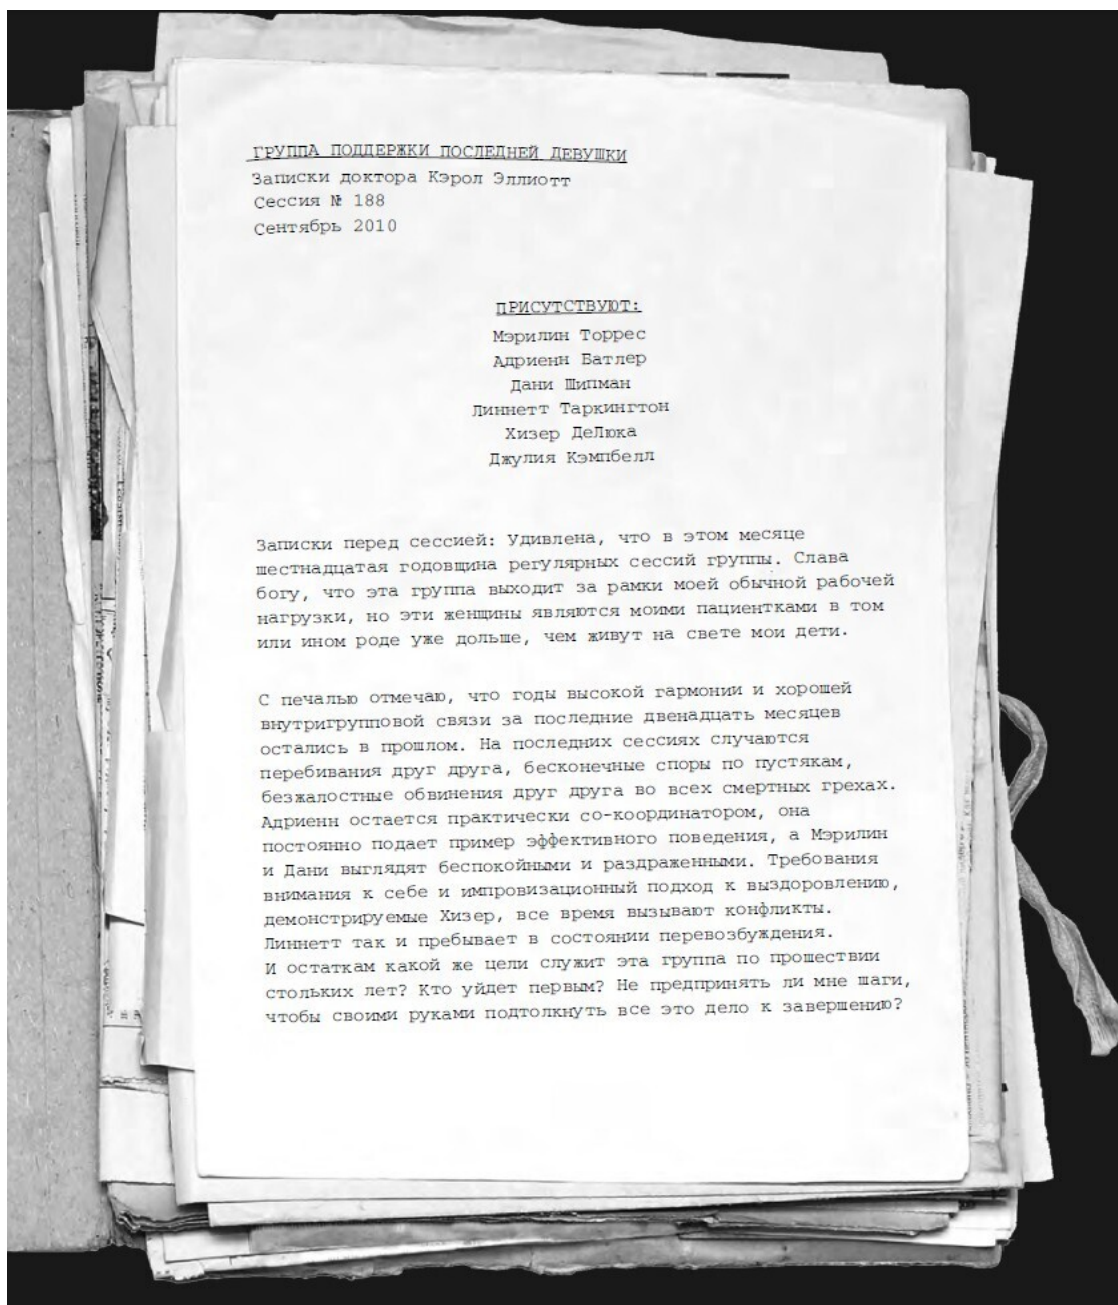 ГРУППА ПОДДЕРЖКИ ПОСЛЕДНЕЙ ДЕВУШКИ
Записки доктора Кэрол Эллиотт
Сессия № 188
Сентябрь 2010
ПРИСУТСТВУЮТ:
Мэрилин Торрес
Адриенн Батлер
Дани Шипман
Линнетт Таркингтон
Хизер ДеЛюка
Джулия Кэмпбелл
Записки перед сессией: Удивлена, что в этом месяце
шестнадцатая годовщина регулярных сессий группы. Слава
богу, что эта группа выходит за рамки моей обычной рабочей
нагрузки, но эти женщины являются моими пациентками в том
или ином роде уже дольше, чем живут на свете мои дети.
С печалью отмечаю, что годы высокой гармонии и хорошей
внутригрупповой связи за последние двенадцать месяцев
остались в прошлом. На последних сессиях случаются
перебивания друг друга, бесконечные споры по пустякам,
безжалостные обвинения друг друга во всех смертных грехах.
Адриенн остается практически со-координатором, она
постоянно подает пример эффективного поведения, а Мэрилин
и Дани выглядят беспокойными и раздраженными. Требования
внимания к себе и импровизационный подход к выздоровлению,
демонстрируемые Хизер, все время вызывают конфликты.
Линнетт так и пребывает в состоянии перевозбуждения.
И остаткам какой же цели служит эта группа по прошествии
стольких лет? Кто уйдет первым? Не предпринять ли мне шаги,
чтобы своими руками подтолкнуть все это дело к завершению?